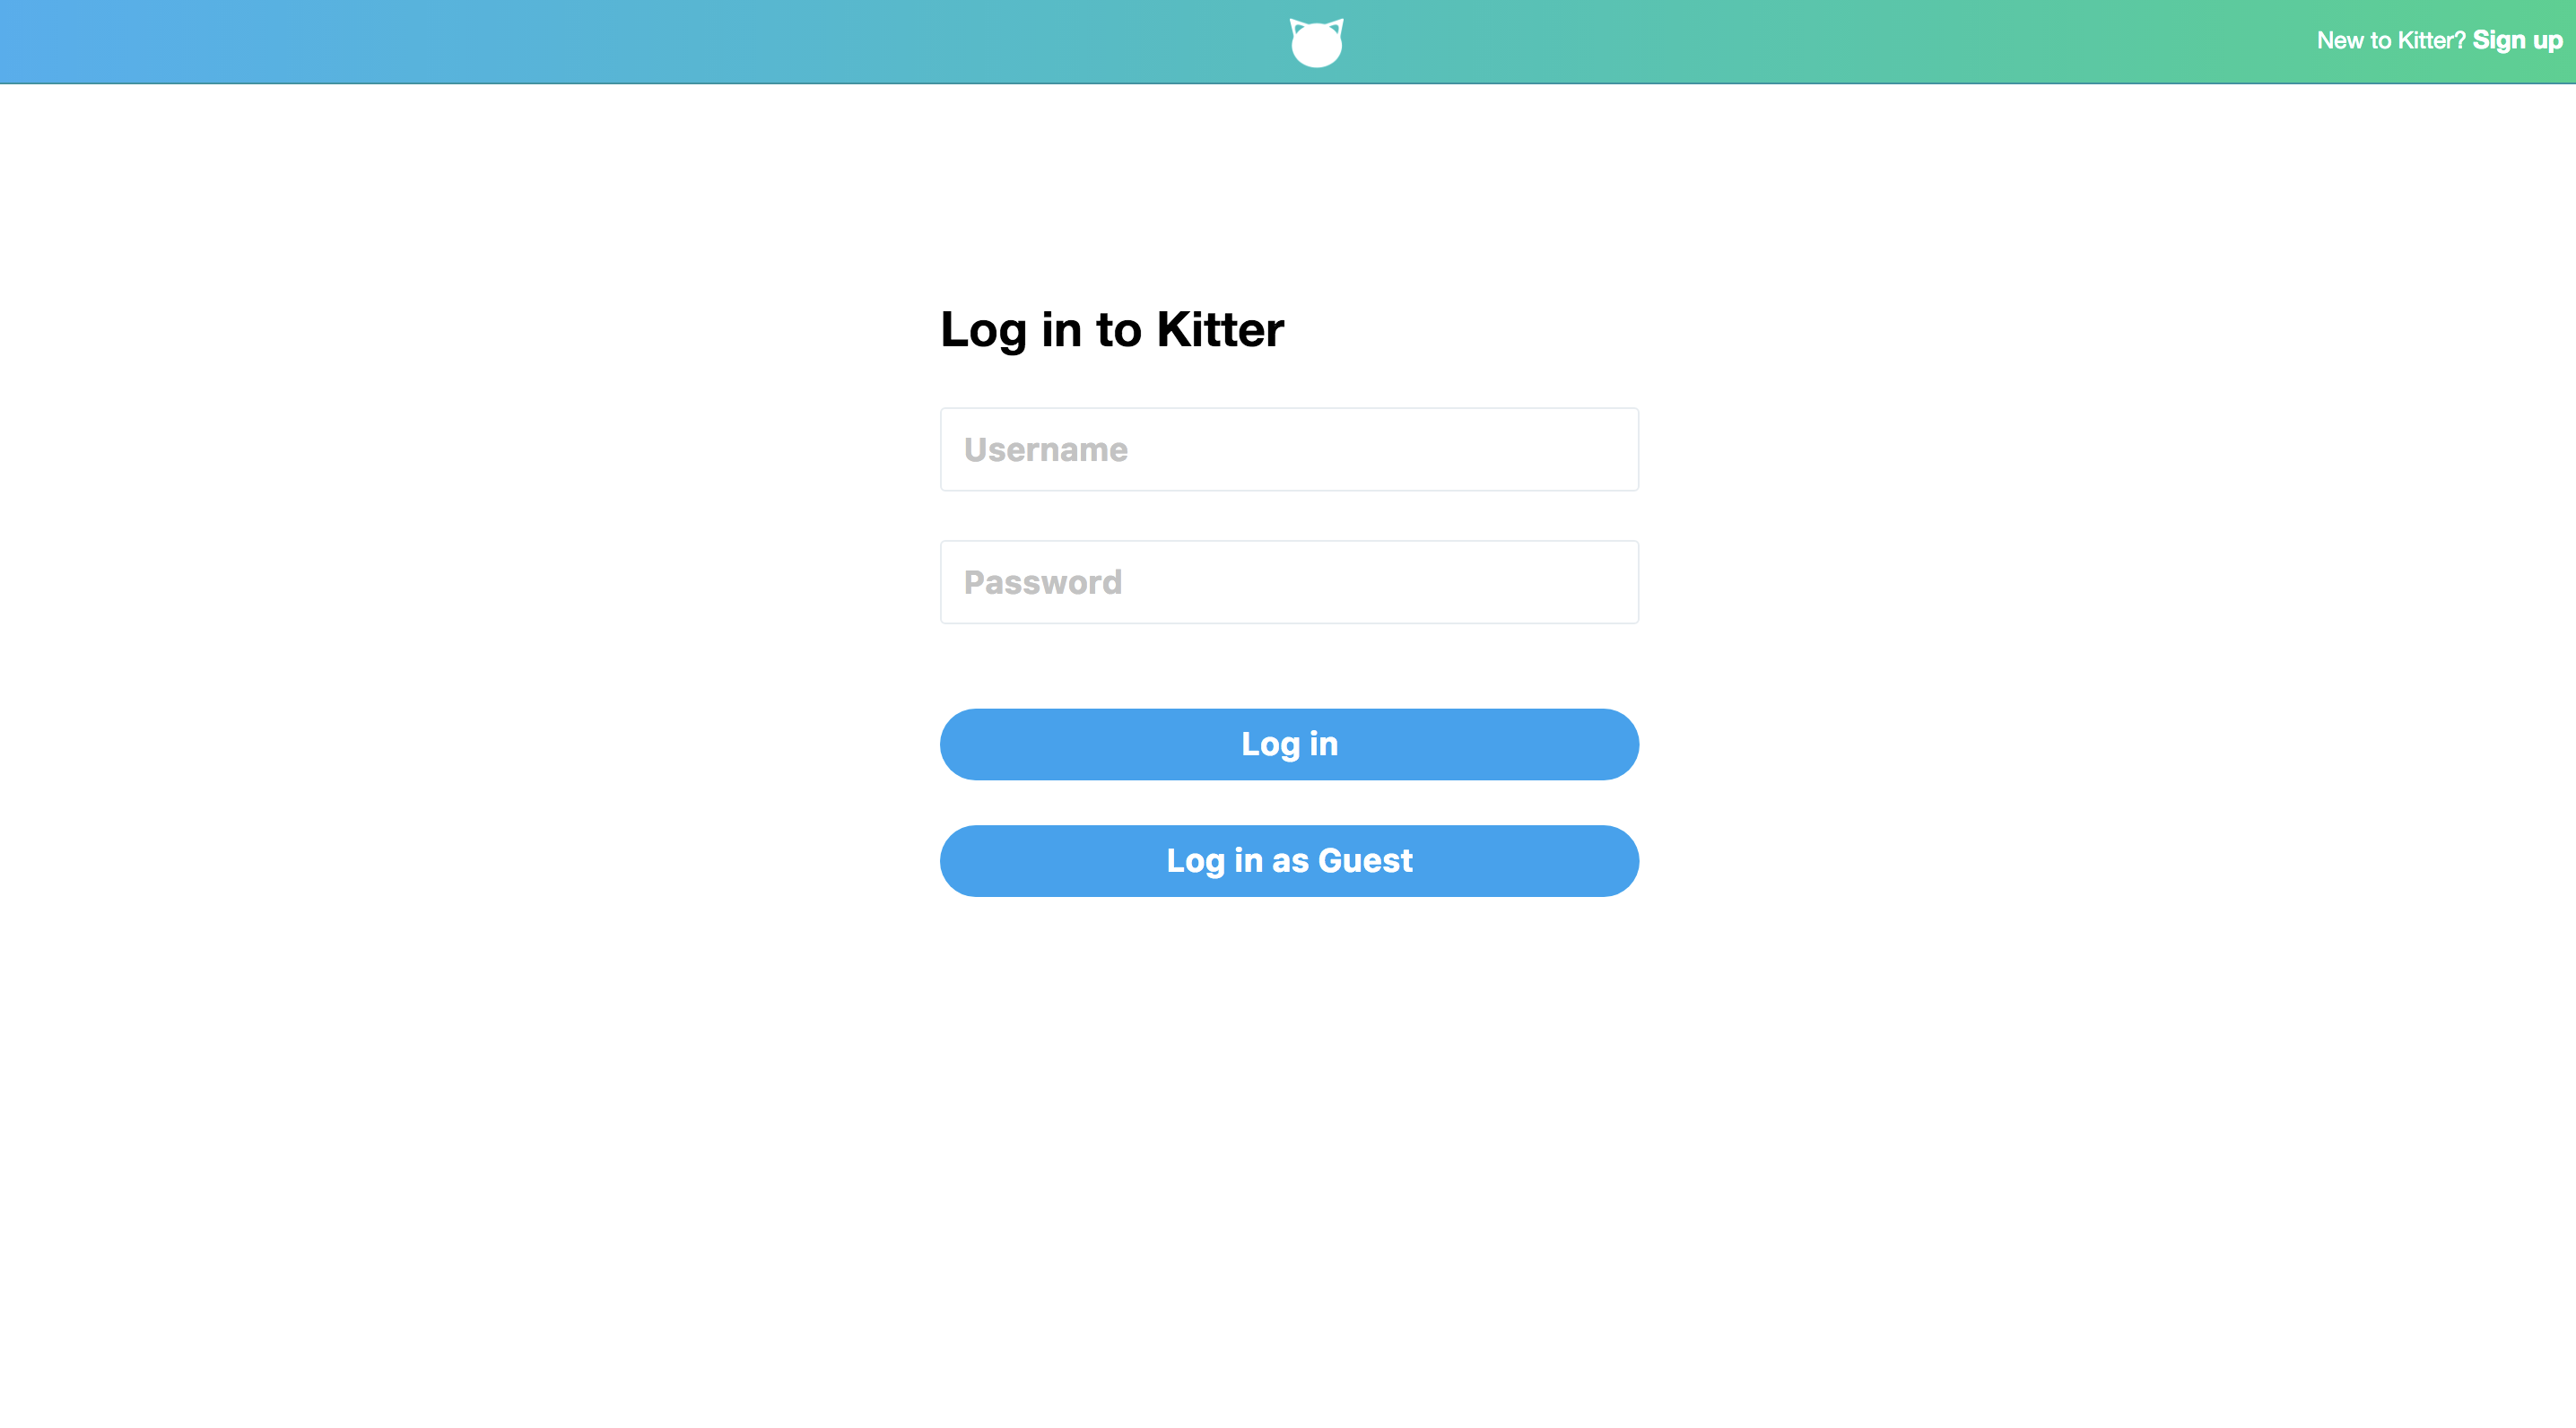 New to Kitter? Sign up
Log in to Kitter
Username
Password
Log in
Log in as Guest